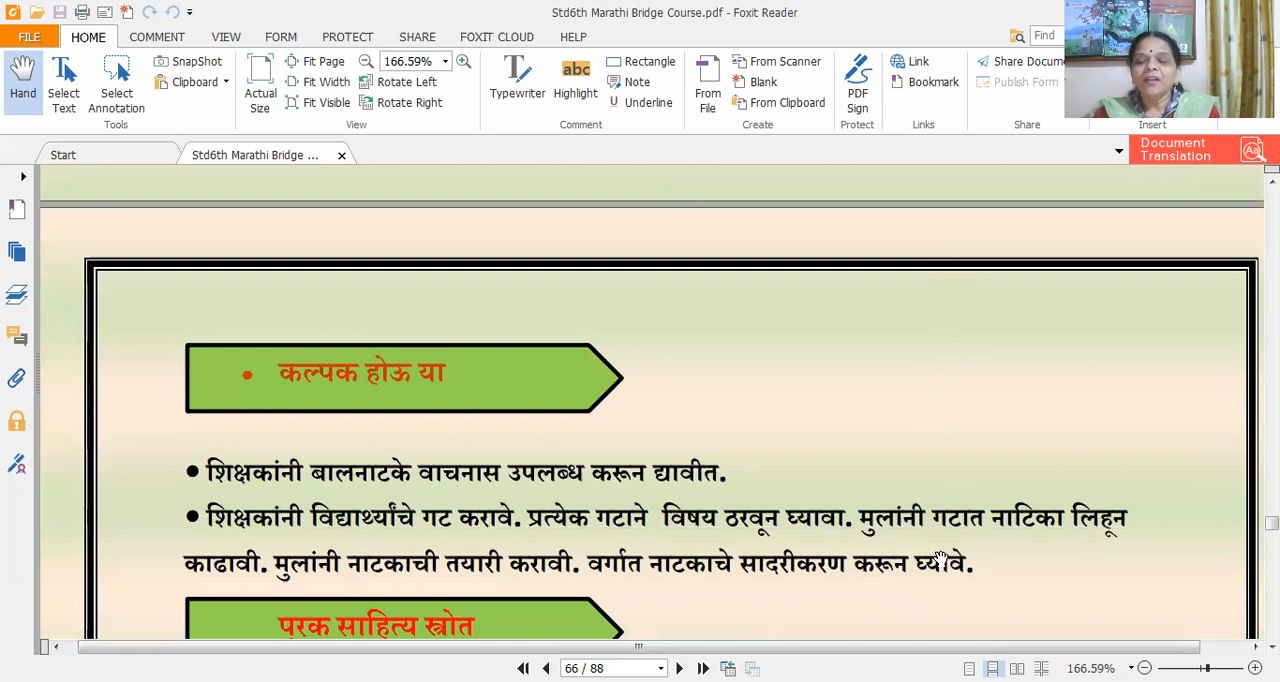 Std6th Marathi Bridge Course.pdf - Foxit Reader
FILE HOME COMMENT VIEW FORM PROTECT SHARE FOXIT CLOUD HELP Find
Hand
Select Text
Select Annotation
SnapShot
Clipboard
Tools
Actual Size
Fit Page
Fit Width
Fit Visible
166.59%
Rotate Left
Rotate Right
View
Typewriter
abc
Highlight
Rectangle
Note
Underline
Comment
From File
From Scanner
Blank
From Clipboard
Create
PDF Sign
Protect
Link
Bookmark
Links
Share Docum
Publish Form
Share
Insert
Start
Std6th Marathi Bridge ...
Document Translation
• कल्पक होऊ या
• शिक्षकांनी बालनाटके वाचनास उपलब्ध करून द्यावीत.
• शिक्षकांनी विद्यार्थ्यांचे गट करावे. प्रत्येक गटाने विषय ठरवून घ्यावा. मुलांनी गटात नाटिका लिहून
काढावी. मुलांनी नाटकाची तयारी करावी. वर्गात नाटकाचे सादरीकरण करून घ्यावे.
पुरक साहित्य स्त्रोत
66 / 88
166.59%